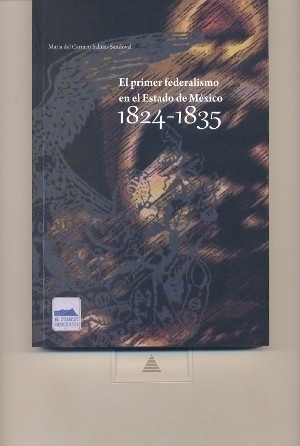 María del Carmen Salinas Sandoval
El primer federalismo
en el Estado de México
1824-1835
EL COLEGIO
MEXIQUENSE